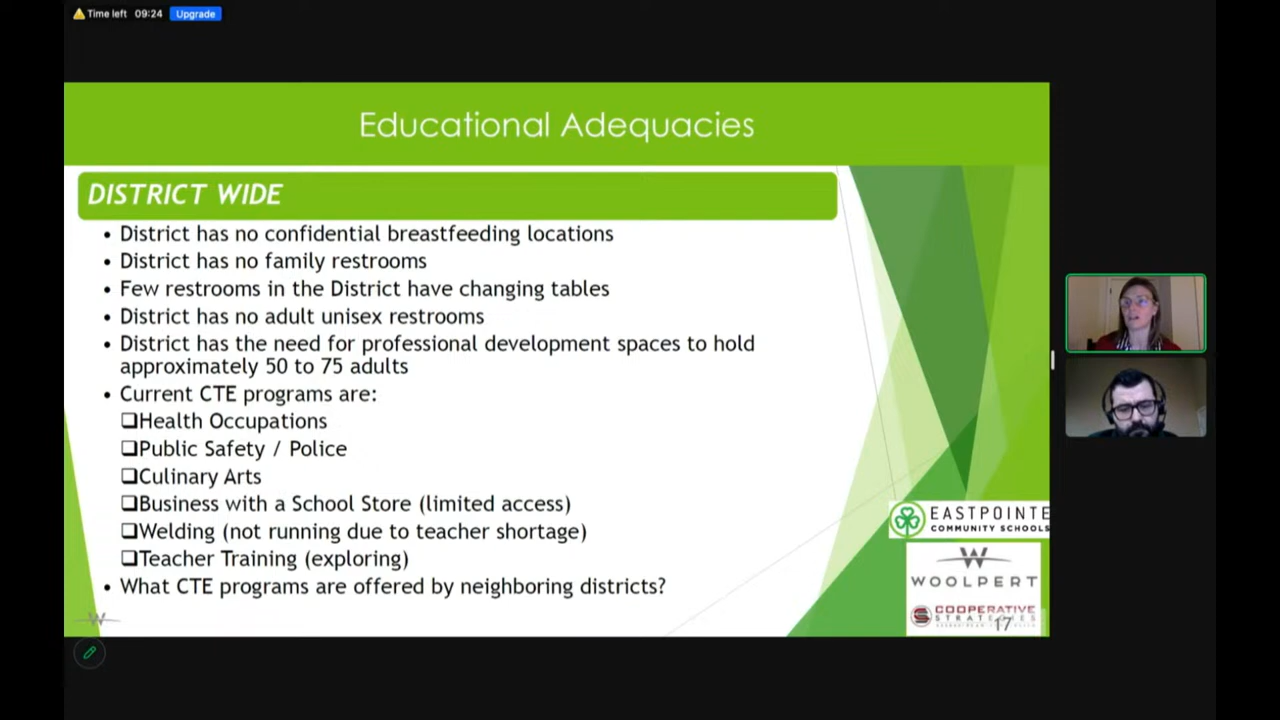 Time left 09:24 Upgrade
Educational Adequacies
DISTRICT WIDE
• District has no confidential breastfeeding locations
• District has no family restrooms
• Few restrooms in the District have changing tables
• District has no adult unisex restrooms
• District has the need for professional development spaces to hold
approximately 50 to 75 adults
• Current CTE programs are:
❑Health Occupations
❑Public Safety / Police
❑Culinary Arts
❑Business with a School Store (limited access)
❑Welding (not running due to teacher shortage)
❑Teacher Training (exploring)
• What CTE programs are offered by neighboring districts?
EASTPOINTE
COMMUNITY SCHOOLS
WOOLPERT
COOPERATIVE
STRATEGIES
17